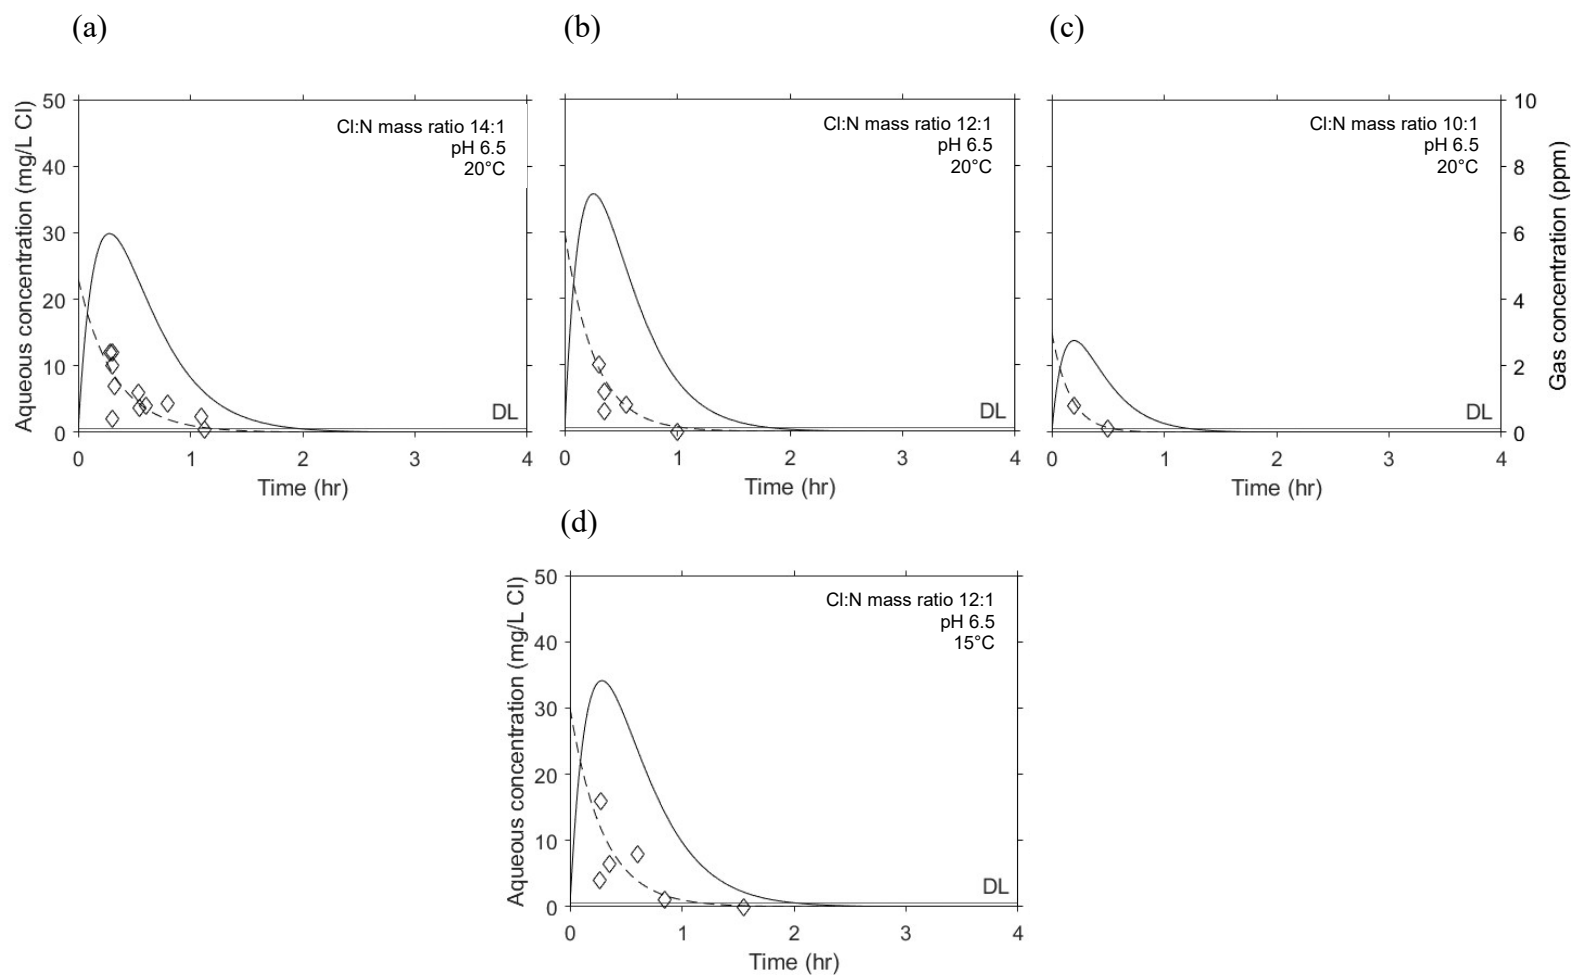 (a)
(b)
(c)
Aqueous concentration (mg/L Cl)
50
40
30
20
10
0
Cl:N mass ratio 14:1
pH 6.5
20°C
DL
0
1
2
3
4
Time (hr)
Cl:N mass ratio 12:1
pH 6.5
20°C
DL
0
1
2
3
4
Time (hr)
Cl:N mass ratio 10:1
pH 6.5
20°C
DL
0
1
2
3
4
Time (hr)
10
8
6
4
2
0
Gas concentration (ppm)
(d)
Aqueous concentration (mg/L Cl)
50
40
30
20
10
0
Cl:N mass ratio 12:1
pH 6.5
15°C
DL
0
1
2
3
4
Time (hr)